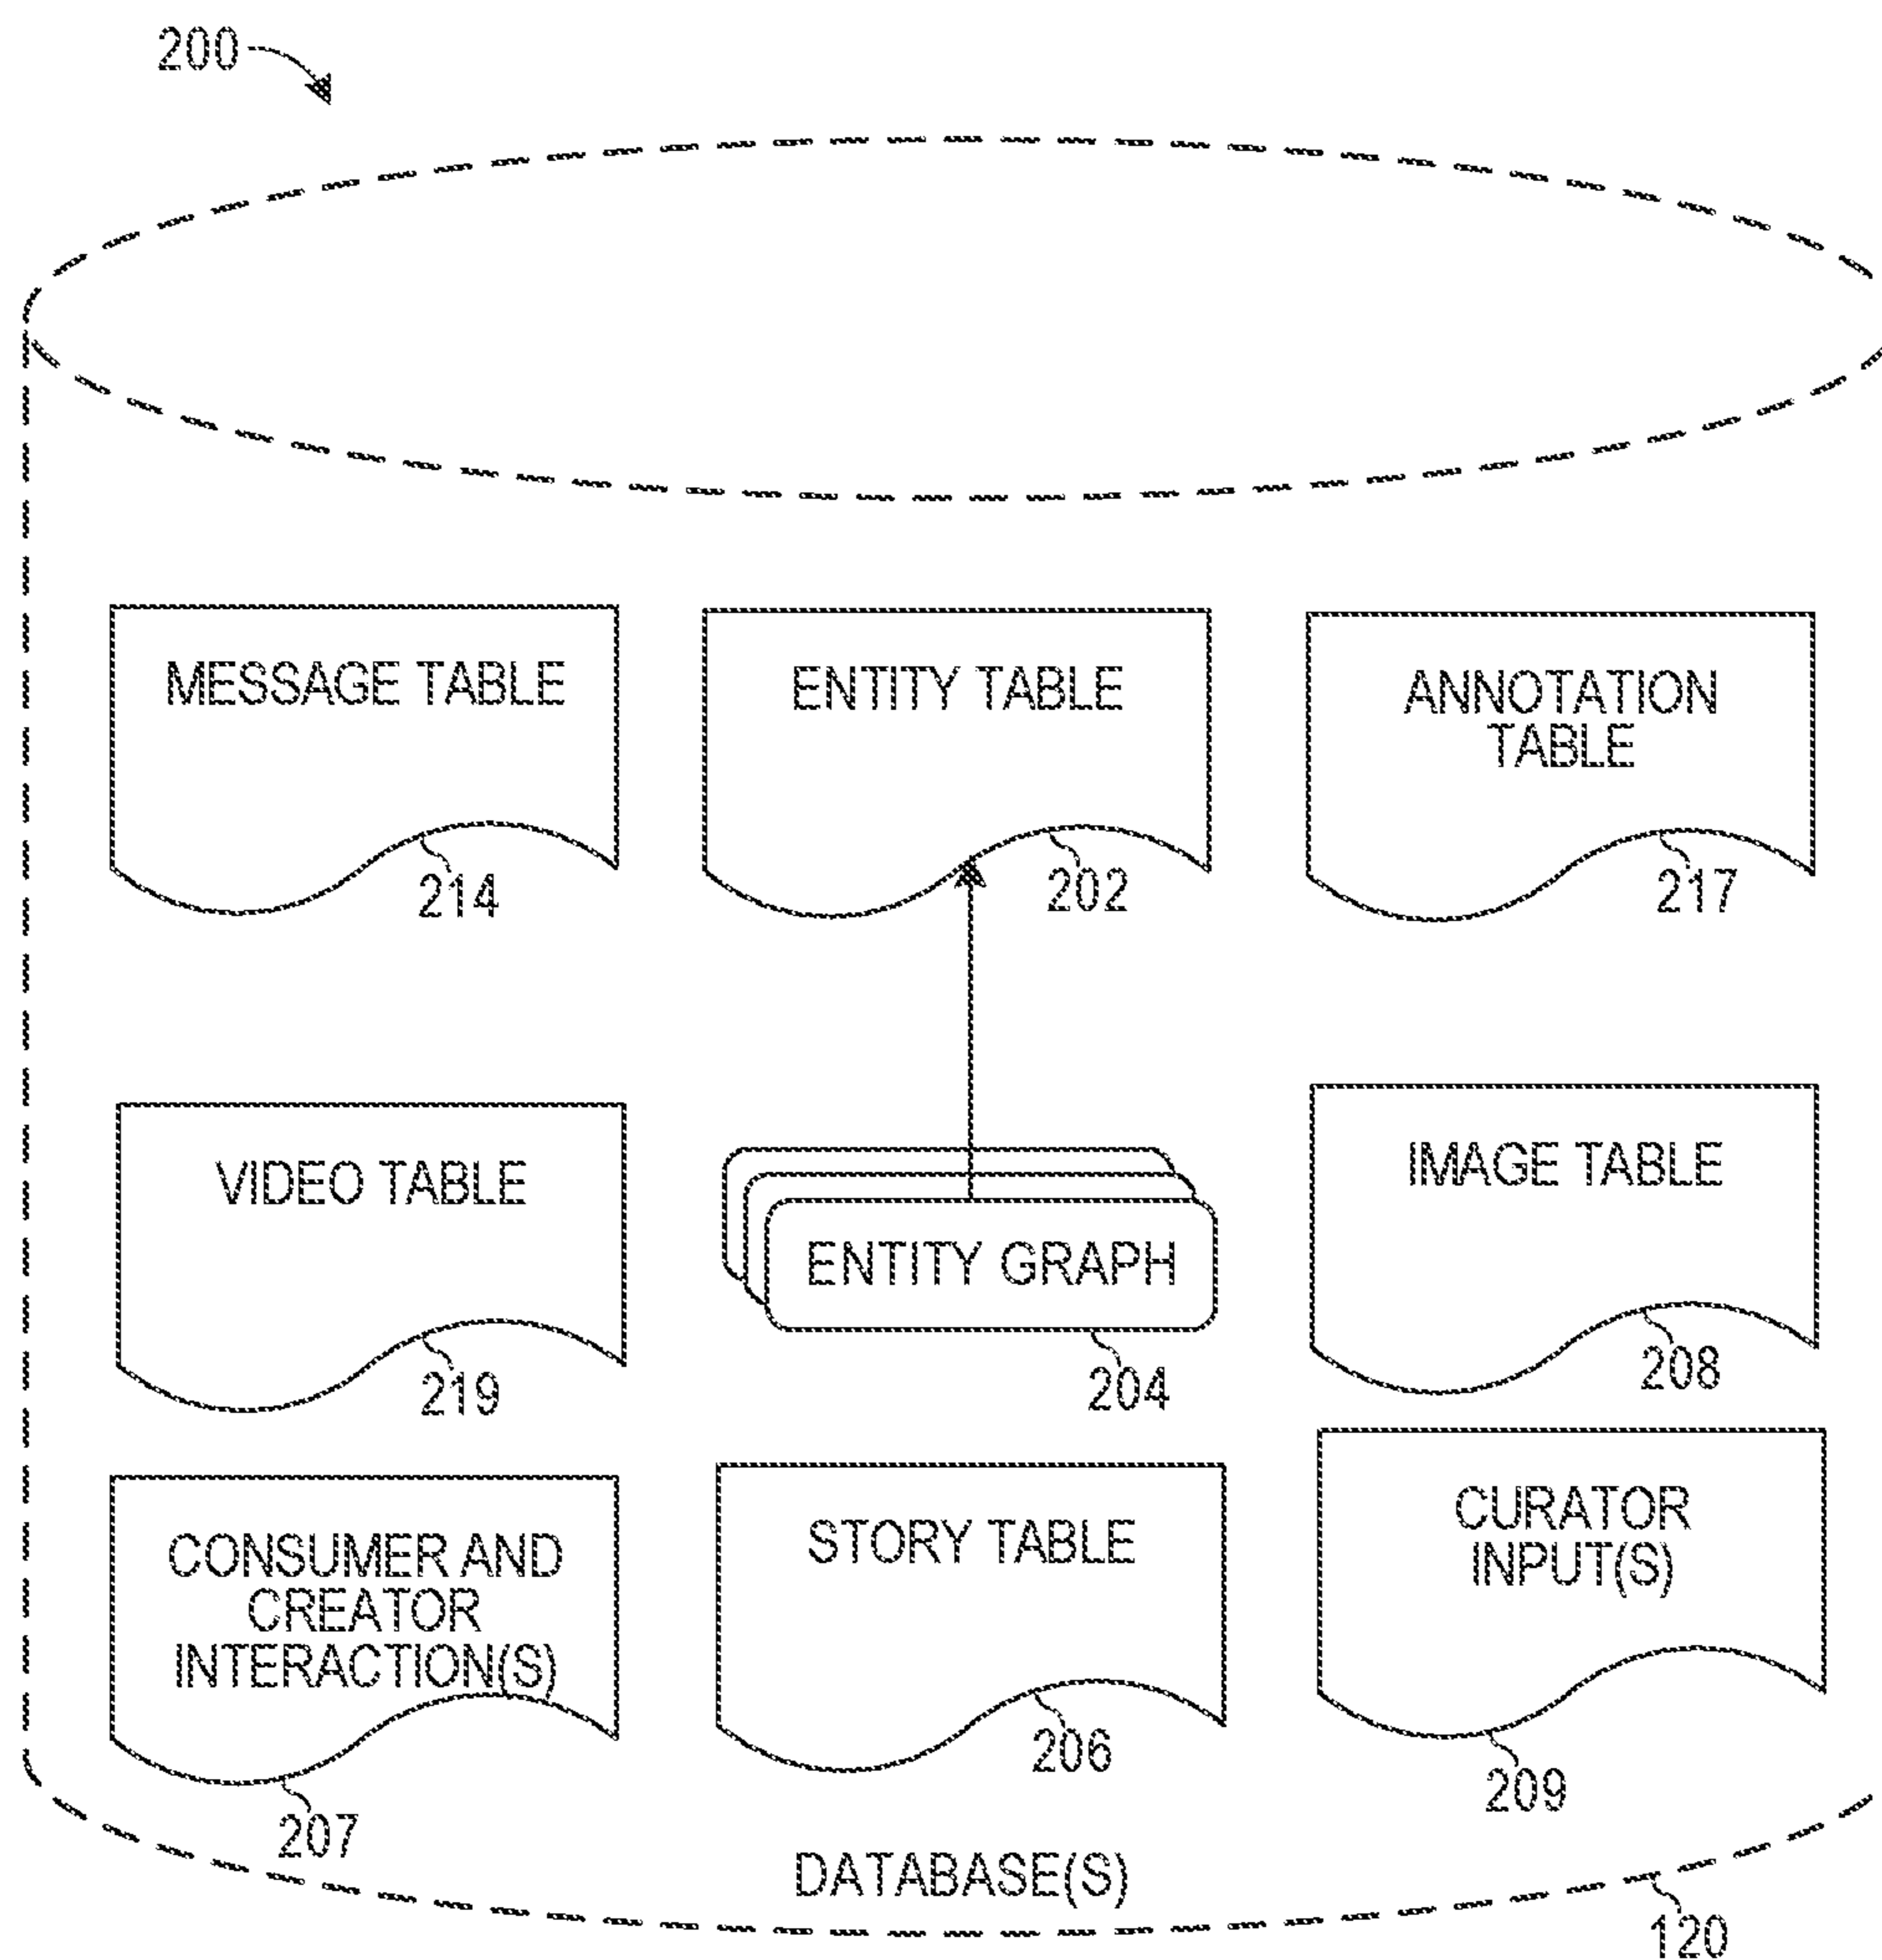 200
MESSAGE TABLE
214
ENTITY TABLE
202
ANNOTATION
TABLE
217
VIDEO TABLE
219
ENTITY GRAPH
204
IMAGE TABLE
208
CONSUMER AND
CREATOR
INTERACTION(S)
207
STORY TABLE
206
CURATOR
INPUT(S)
209
DATABASE(S)
120